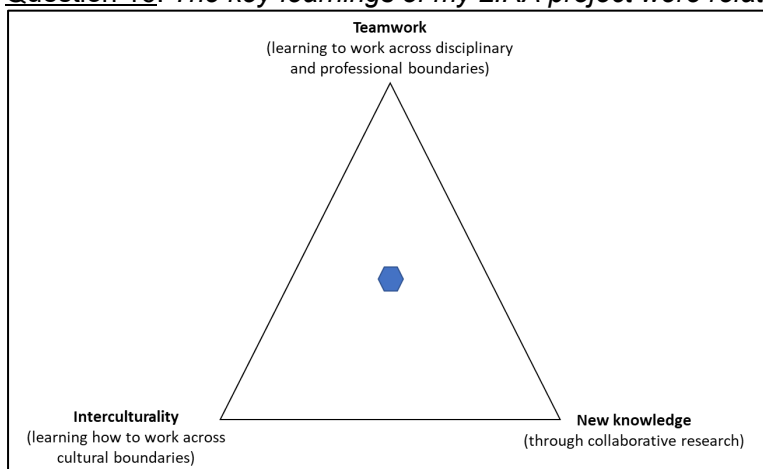 The key learnings of my LIRA project were relat
Teamwork
(learning to work across disciplinary
and professional boundaries)
Interculturality
(learning how to work across
cultural boundaries)
New knowledge
(through collaborative research)